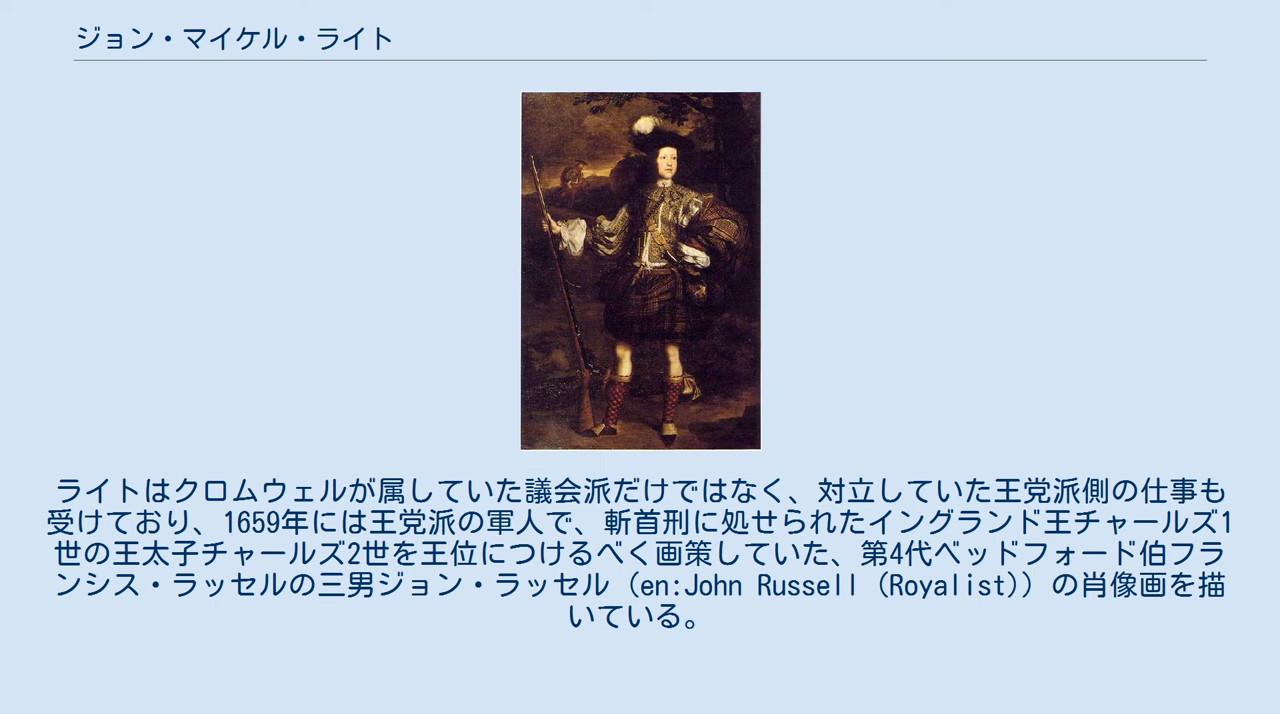 ジョン・マイケル・ライト
ライトはクロムウェルが属していた議会派だけではなく、対立していた王党派側の仕事も
受けており、1659年には王党派の軍人で、斬首刑に処せられたイングランド王チャールズ1
世の王太子チャールズ2世を王位につけるべく画策していた、第4代ベッドフォード伯フラ
ンシス・ラッセルの三男ジョン・ラッセル（en:John Russell (Royalist)）の肖像画を描
いている。